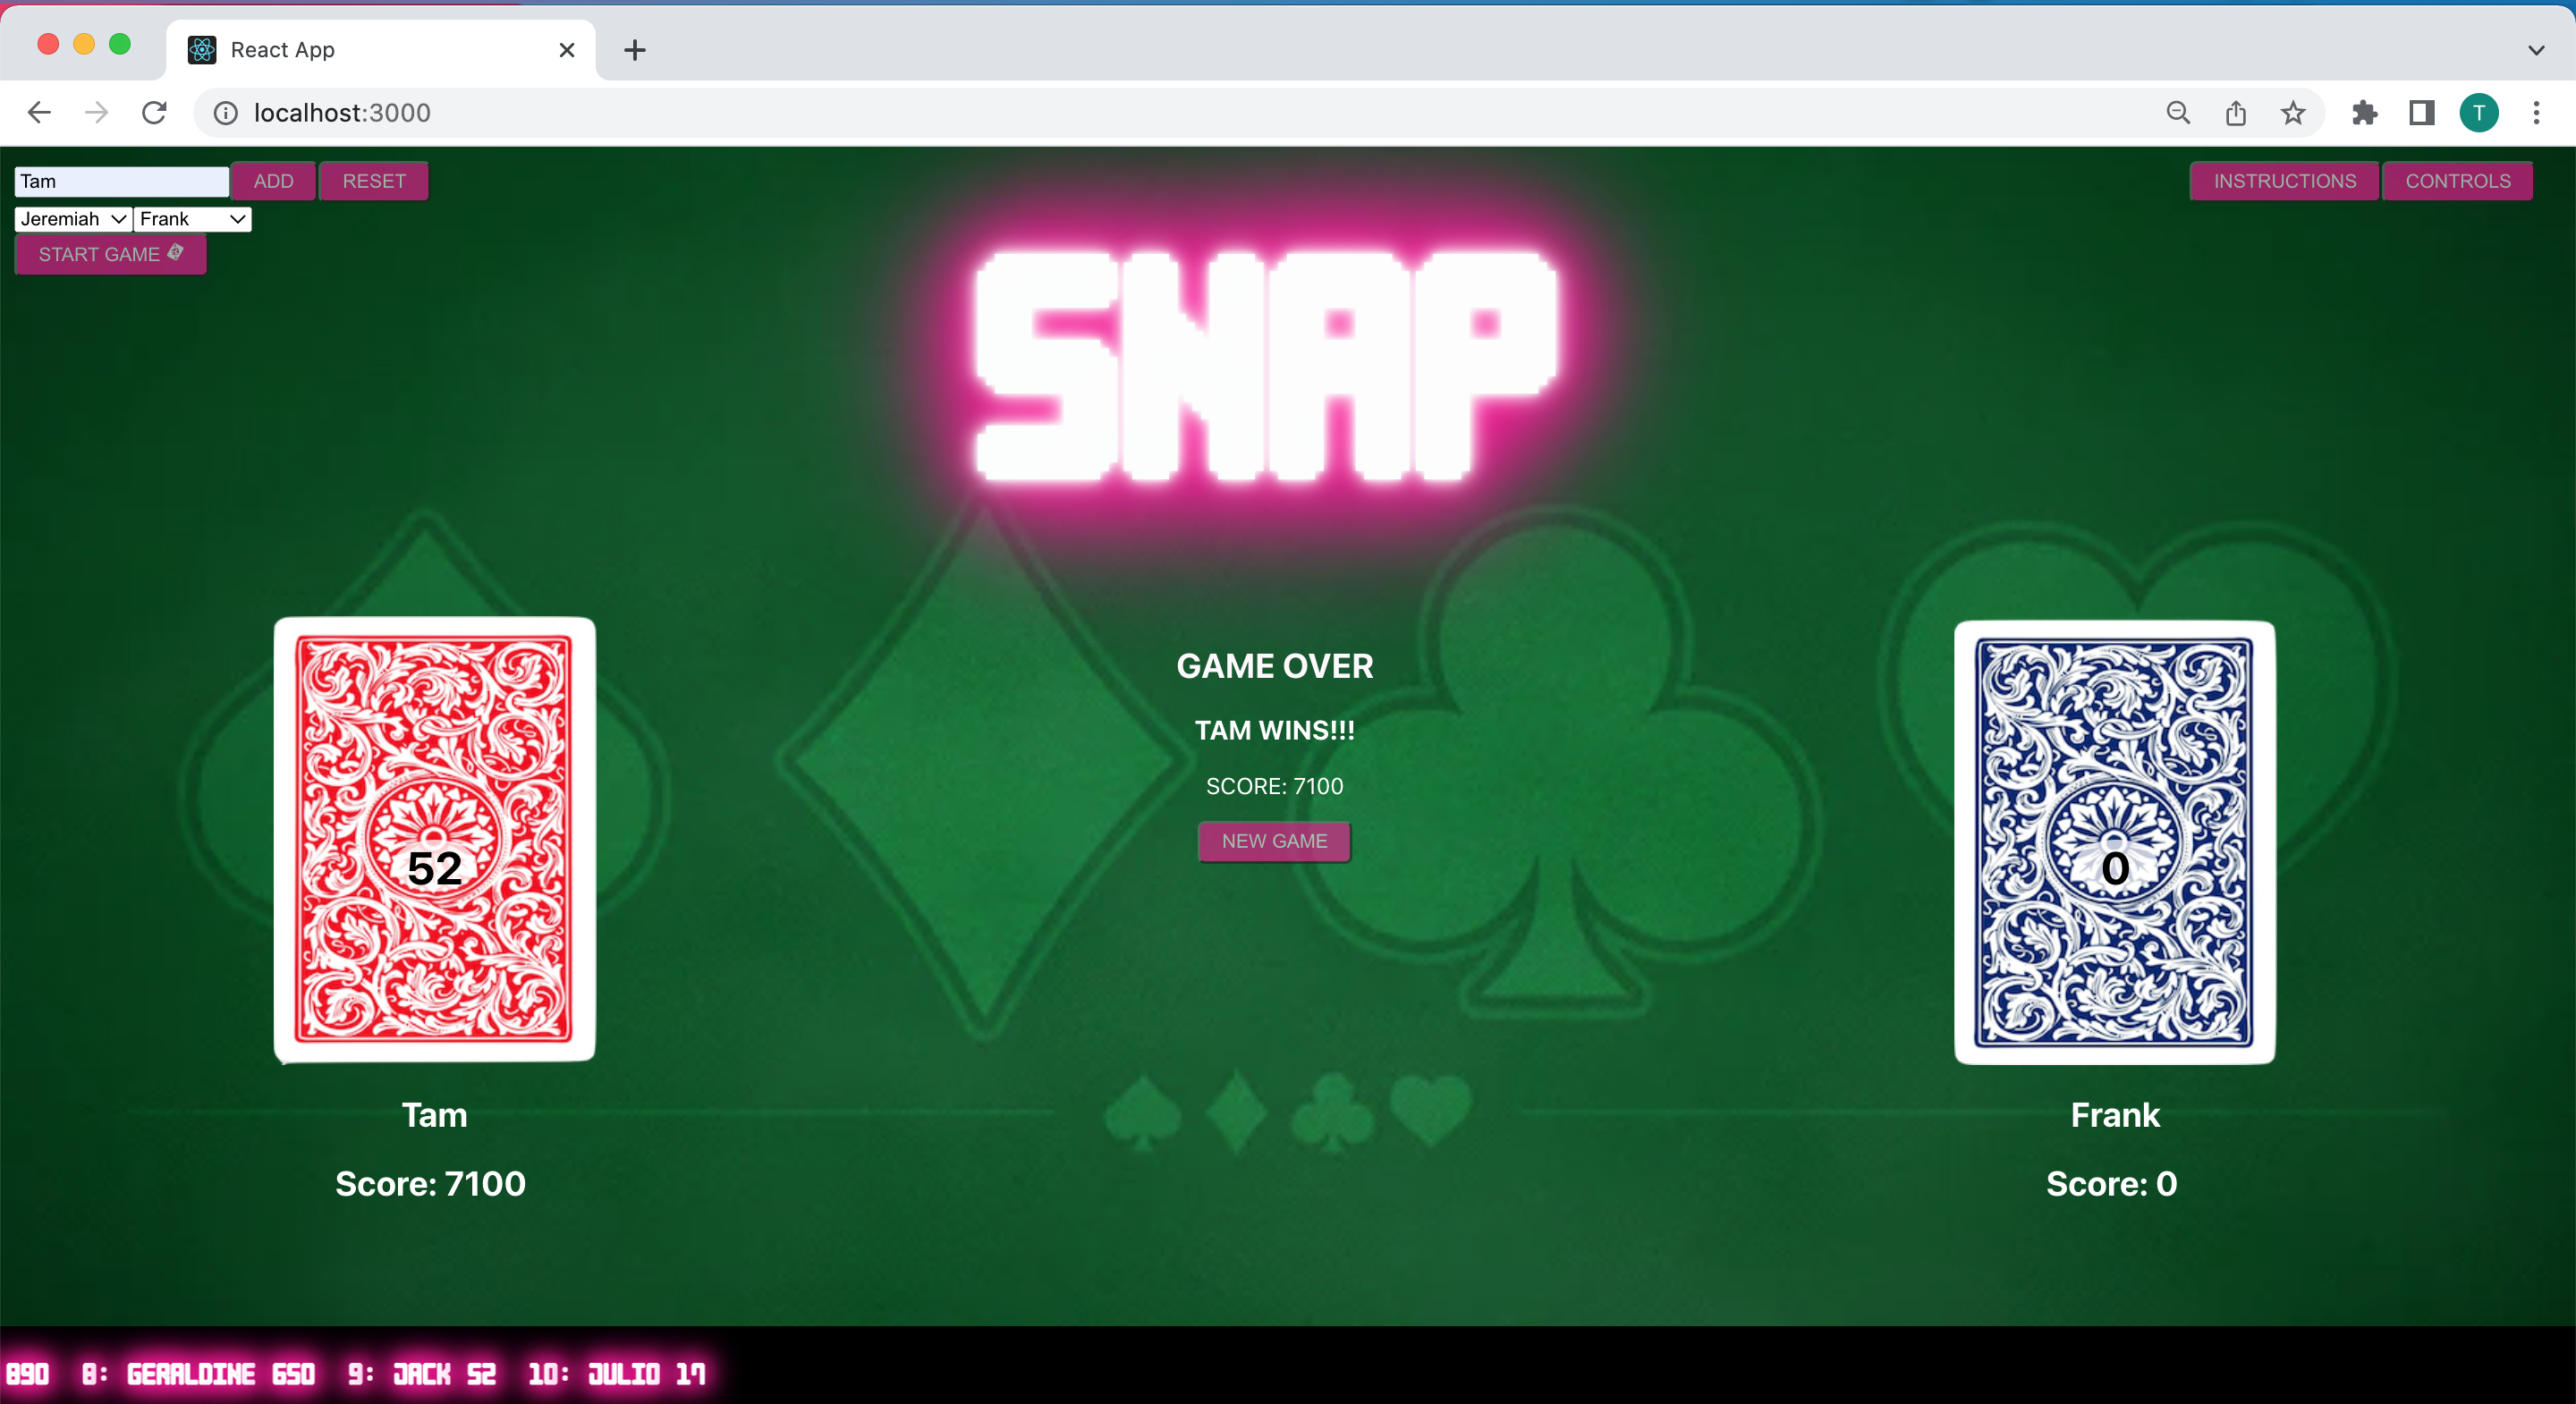 React App
localhost:3000
T
Tam ADD RESET
INSTRUCTIONS CONTROLS
Jeremiah Frank
START GAME
SNAP
GAME OVER
TAM WINS!!!
SCORE: 7100
NEW GAME
52
0
Tam
Frank
Score: 7100
Score: 0
890 8: GERALDINE 650 9: JACK 52 10: JULIO 17